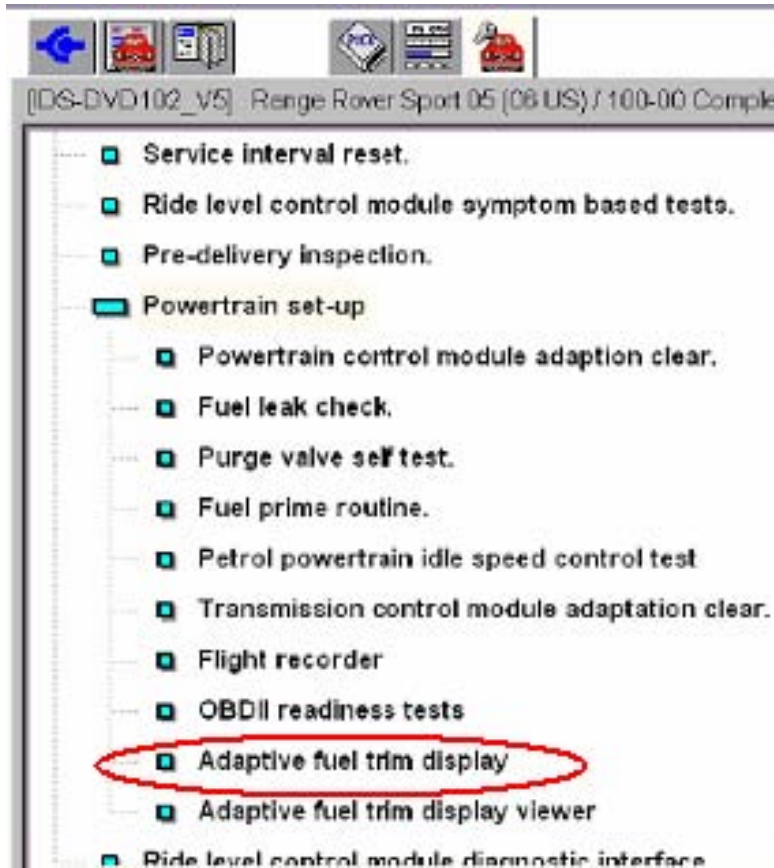 [IDS-DVD102_V5] Range Rover Sport 05 (06 US) / 100-00 Comple
Service interval reset.
Ride level control module symptom based tests.
Pre-delivery inspection.
Powertrain set-up
Powertrain control module adaption clear.
Fuel leak check.
Purge valve self test.
Fuel prime routine.
Petrol powertrain idle speed control test
Transmission control module adaptation clear.
Flight recorder
OBDII readiness tests
Adaptive fuel trim display
Adaptive fuel trim display viewer
Ride level control module diagnostic interface